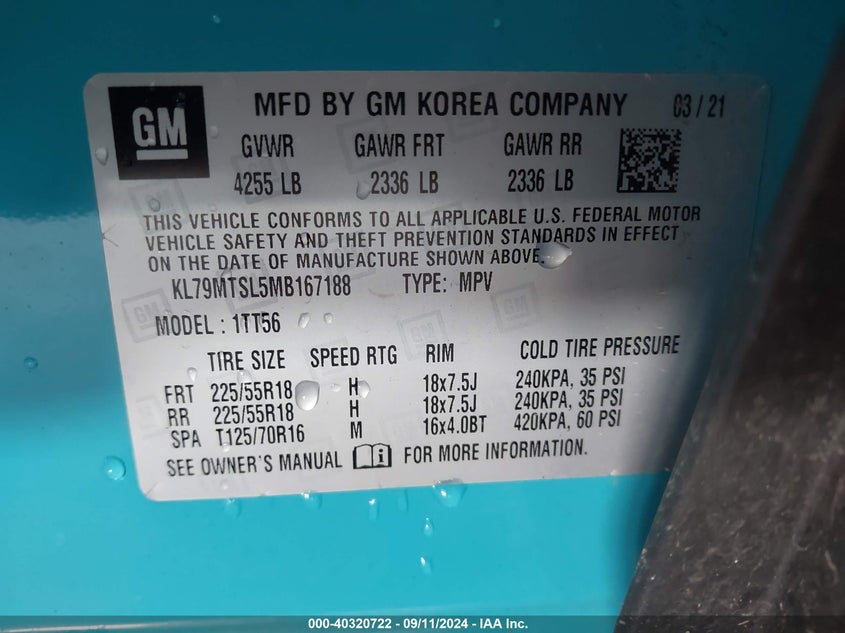 GM
MFD BY GM KOREA COMPANY 03/21
GVWR GAWR FRT GAWR RR
4255 LB 2336 LB 2336 LB
THIS VEHICLE CONFORMS TO ALL APPLICABLE U.S. FEDERAL MOTOR
VEHICLE SAFETY AND THEFT PREVENTION STANDARDS IN EFFECT
ON THE DATE OF MANUFACTURE SHOWN ABOVE.
KL79MTSL5MB167188 TYPE: MPV
MODEL : 1TT56
TIRE SIZE SPEED RTG RIM COLD TIRE PRESSURE
FRT 225/55R18 H 18x7.5J 240KPA, 35 PSI
RR 225/55R18 H 18x7.5J 240KPA, 35 PSI
SPA T125/70R16 M 16x4.0BT 420KPA, 60 PSI
SEE OWNER'S MANUAL FOR MORE INFORMATION.
000-40320722 - 09/11/2024 - IAA Inc.